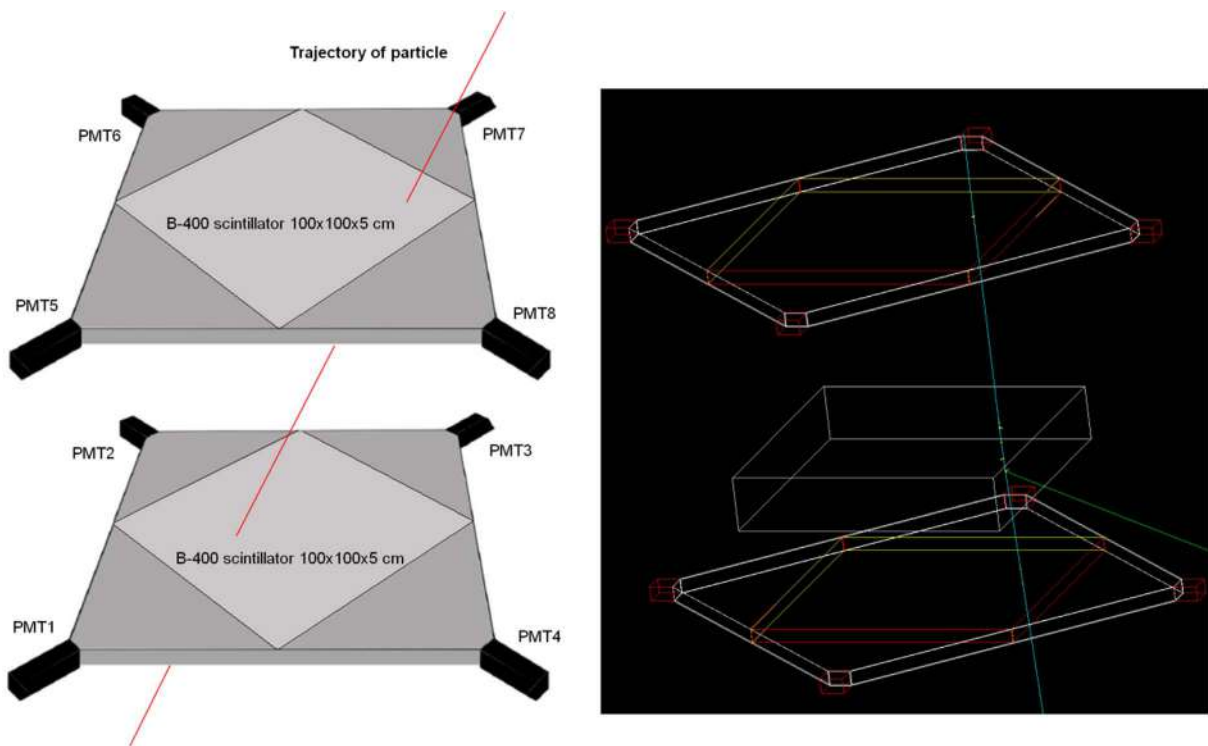 Trajectory of particle
PMT6
PMT7
B-400 scintillator 100x100x5 cm
PMT5
PMT8
PMT2
PMT3
B-400 scintillator 100x100x5 cm
PMT1
PMT4